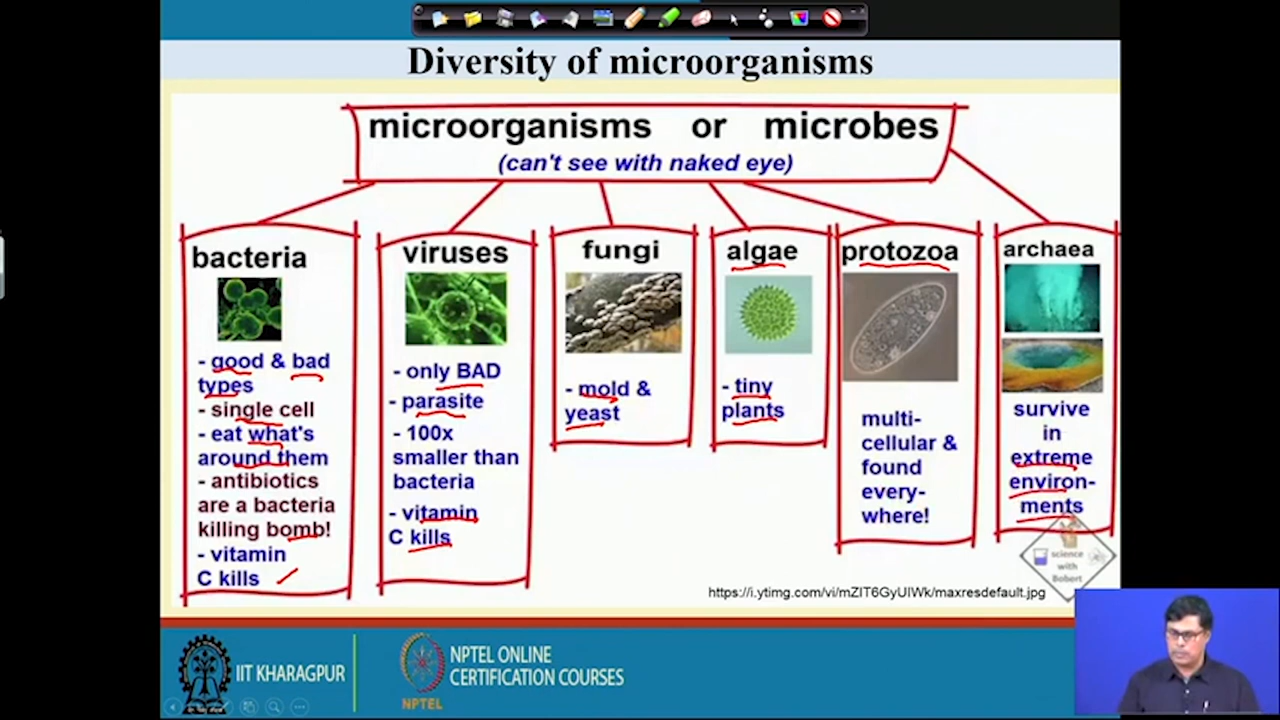 Diversity of microorganisms
microorganisms or microbes
(can't see with naked eye)
bacteria
- good & bad
types
- single cell
- eat what's
around them
- antibiotics
are a bacteria
killing bomb!
- vitamin
C kills
viruses
- only BAD
- parasite
- 100x
smaller than
bacteria
- vitamin
C kills
fungi
- mold &
yeast
algae
- tiny
plants
protozoa
multi-
cellular &
found
every-
where!
archaea
survive
in
extreme
environ-
ments
science
with
Bobert
https://i.ytimg.com/vi/mZIT6GyUIWk/maxresdefault.jpg
IIT KHARAGPUR
NPTEL
NPTEL ONLINE
CERTIFICATION COURSES